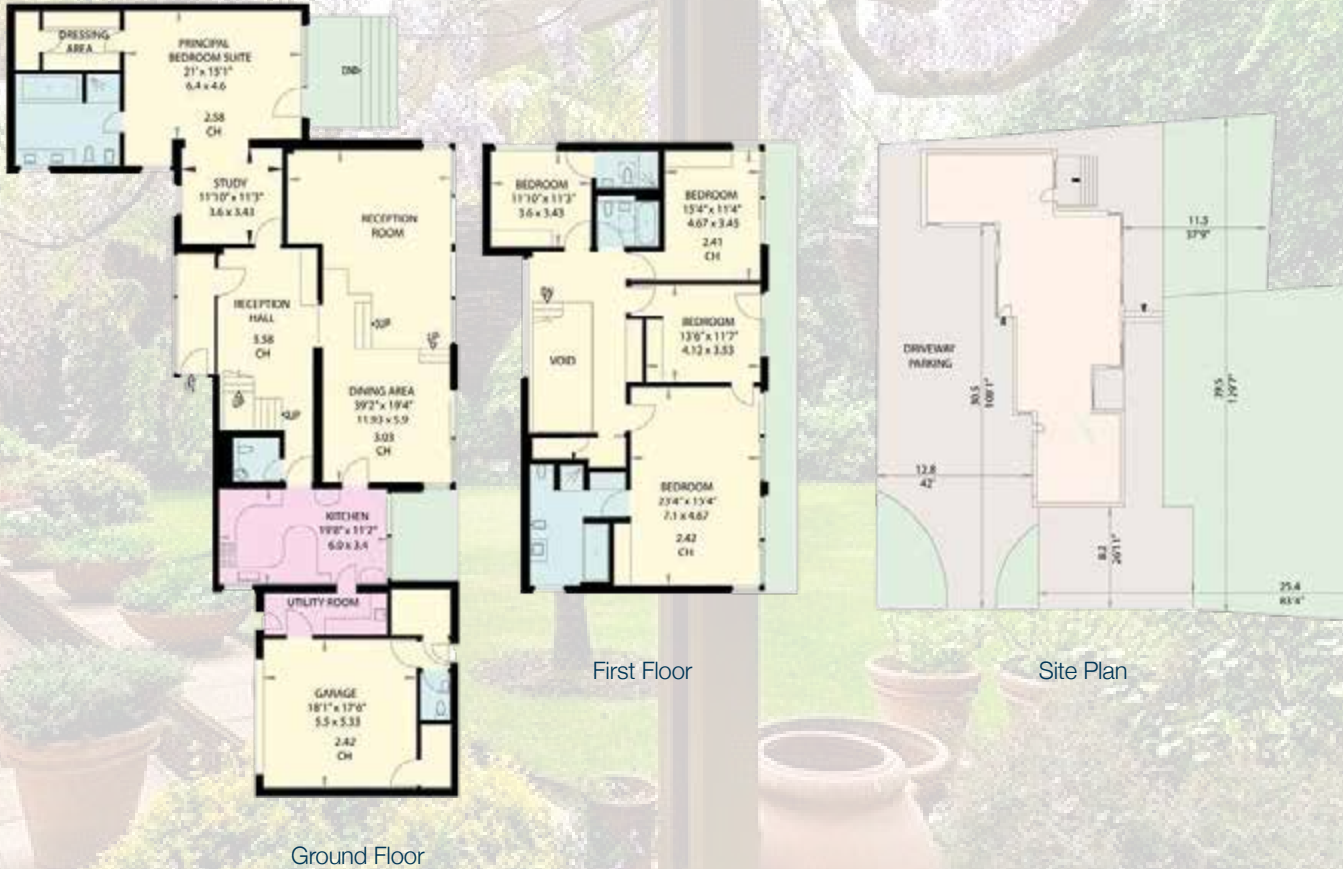 DRESSING
AREA
PRINCIPAL
BEDROOM SUITE
21' x 15'1"
6.4 x 4.6
2.58
CH
STUDY
11'10" x 11'3"
3.6 x 3.43
RECEPTION
ROOM
RECEPTION
HALL
3.58
CH
UP
UP
DINING AREA
39'2" x 19'4"
11.93 x 5.9
3.03
CH
KITCHEN
19'8" x 11'2"
6.0 x 3.4
UTILITY ROOM
GARAGE
18'1" x 17'6"
5.5 x 5.33
2.42
CH
Ground Floor
BEDROOM
11'10" x 11'3"
3.6 x 3.43
BEDROOM
15'4" x 11'4"
4.67 x 3.45
2.41
CH
DN
BEDROOM
13'6" x 11'7"
4.12 x 3.53
VOID
BEDROOM
23'4" x 15'4"
7.1 x 4.67
2.42
CH
First Floor
11.5
37'9"
DRIVEWAY
PARKING
30.5
100'1"
39.5
129'7"
12.8
42'
8.2
26'11"
25.4
83'4"
Site Plan